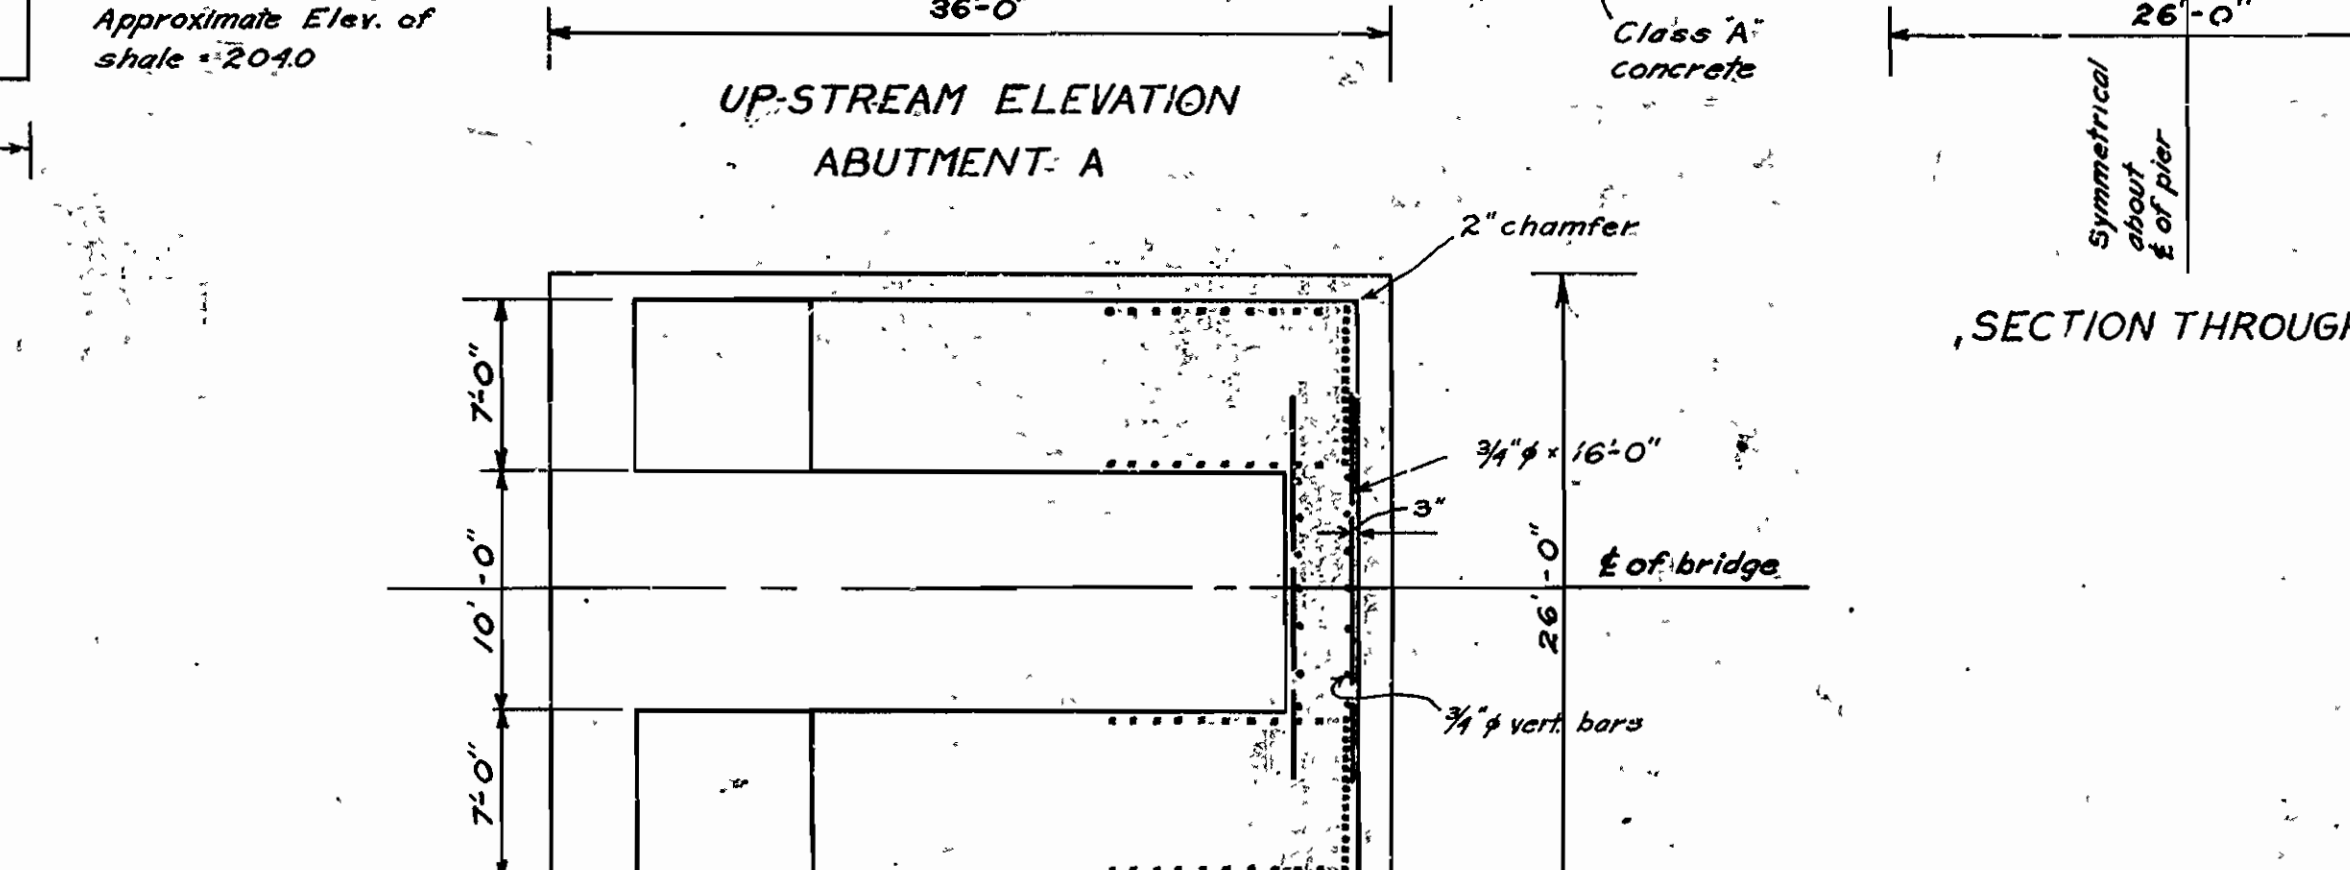 Approximate Elev. of
shale = 2040
36'-0"
Class "A"
concrete
26'-0"
UP-STREAM ELEVATION
ABUTMENT A
Symmetrical
about
℄ of pier
2" chamfer
SECTION THROUGH
7'-0"
3/4" ϕ × 16'-0"
3"
10'-0"
26'-0"
℄ of bridge
3/4" ϕ vert. bars
7'-0"